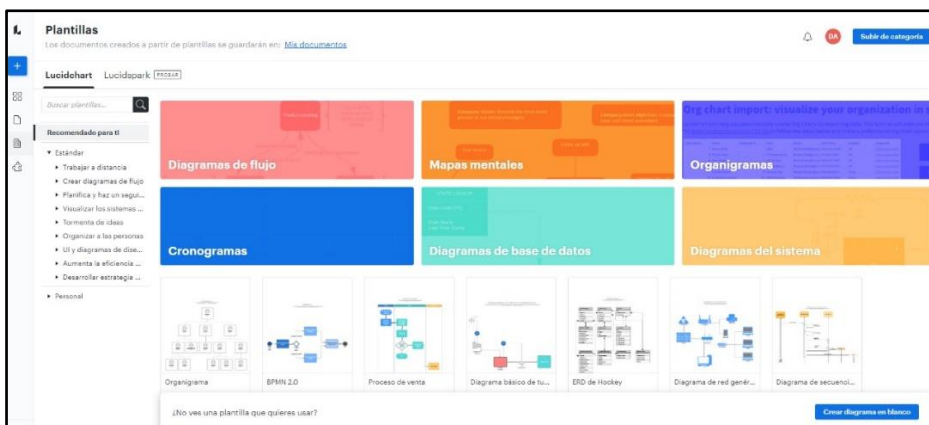 Plantillas
Los documentos creados a partir de plantillas se guardarán en: Mis documentos
DA
Subir de categoría
Lucidchart Lucidspark PROBAR
Buscar plantillas...
Recomendado para ti
Estándar
Trabajar a distancia
Crear diagramas de flujo
Planifica y haz un segui...
Visualizar los sistemas ...
Tormenta de ideas
Organizar a las personas
UI y diagramas de dise...
Aumenta la eficiencia ...
Desarrollar estrategia ...
Personal
Diagramas de flujo
Mapas mentales
Org chart import: visualize your organization in s
Organigramas
Cronogramas
Diagramas de base de datos
Diagramas del sistema
Organigrama
BPMN 2.0
Proceso de venta
Diagrama básico de tu...
ERD de Hockey
Diagrama de red genér...
Diagrama de secuenci...
¿No ves una plantilla que quieres usar?
Crear diagrama en blanco